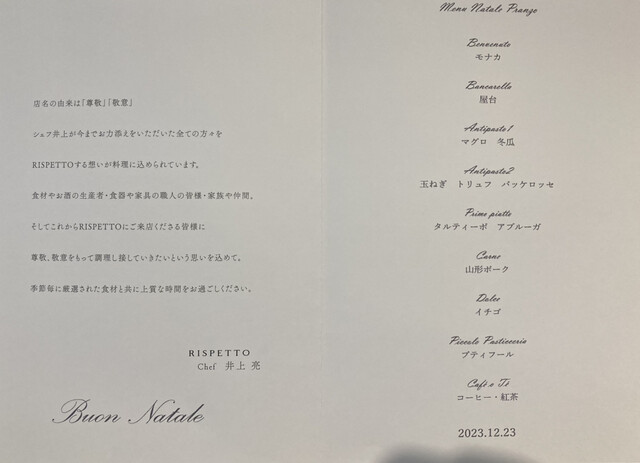 店名の由来は「尊敬」「敬意」
シェフ井上が今までお力添えをいただいた全ての方々を
RISPETTOする想いが料理に込められています。
食材やお酒の生産者・食器や家具の職人の皆様・家族や仲間。
そしてこれからRISPETTOにご来店くださる皆様に
尊敬、敬意をもって調理し接していきたいという思いを込めて。
季節毎に厳選された食材と共に上質な時間をお過ごしください。
RISPETTO
Chef 井上 亮
Buon Natale
Menu Natale Pranzo
Benvenuto
モナカ
Bancarella
屋台
Antipasto1
マグロ 冬瓜
Antipasto2
玉ねぎ トリュフ パッケロッセ
Primo piatto
タルティーボ アブルーガ
Carne
山形ポーク
Dolce
イチゴ
Piccola Pasticceria
プティフール
Café o Té
コーヒー・紅茶
2023.12.23